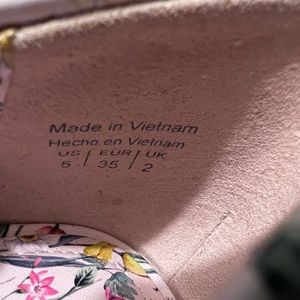 Made in Vietnam
Hecho en Vietnam
US / EUR / UK
5 / 35 / 2